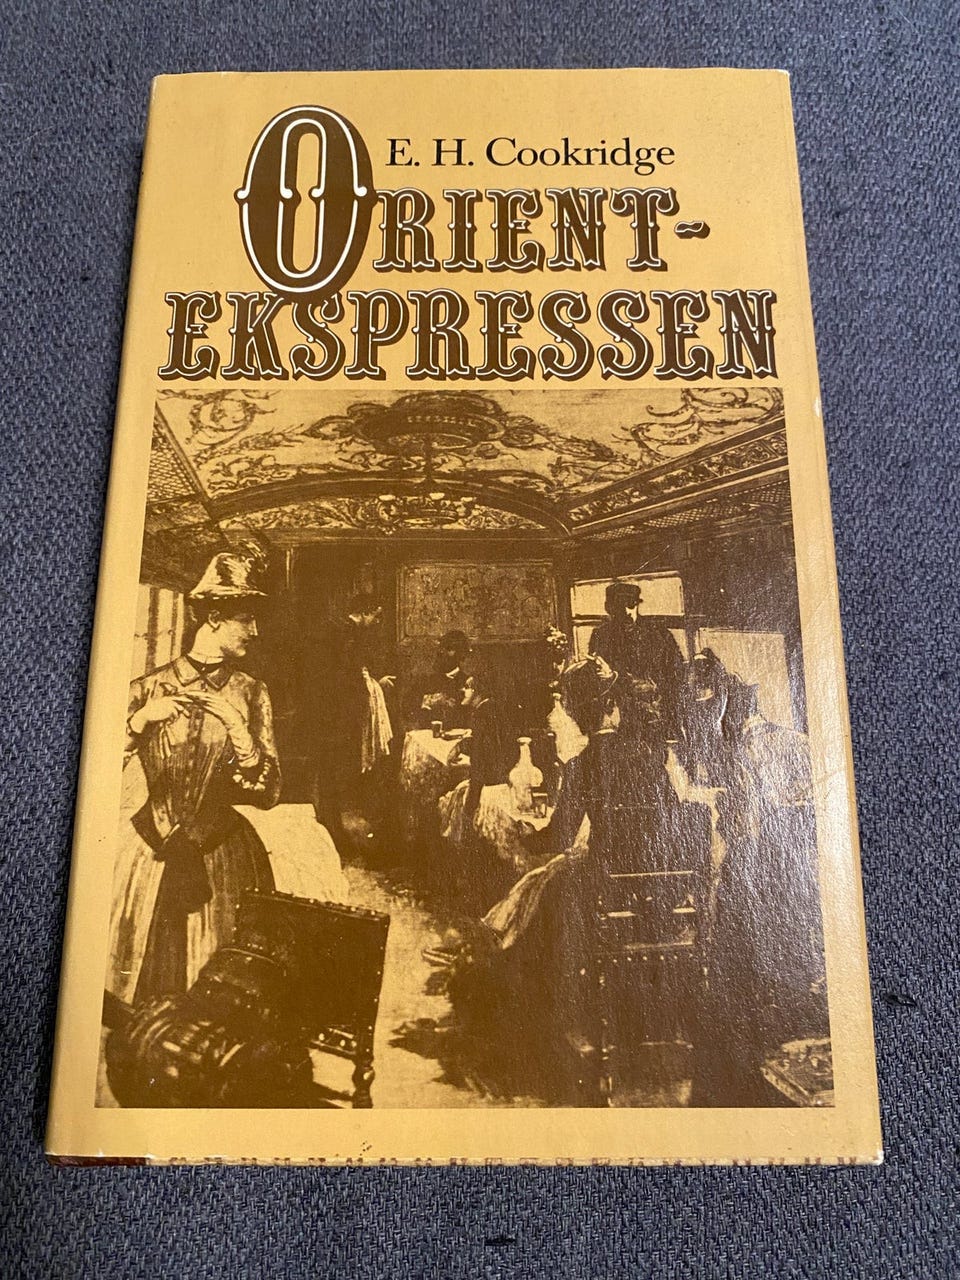 E. H. Cookridge
ORIENT-
EKSPRESSEN